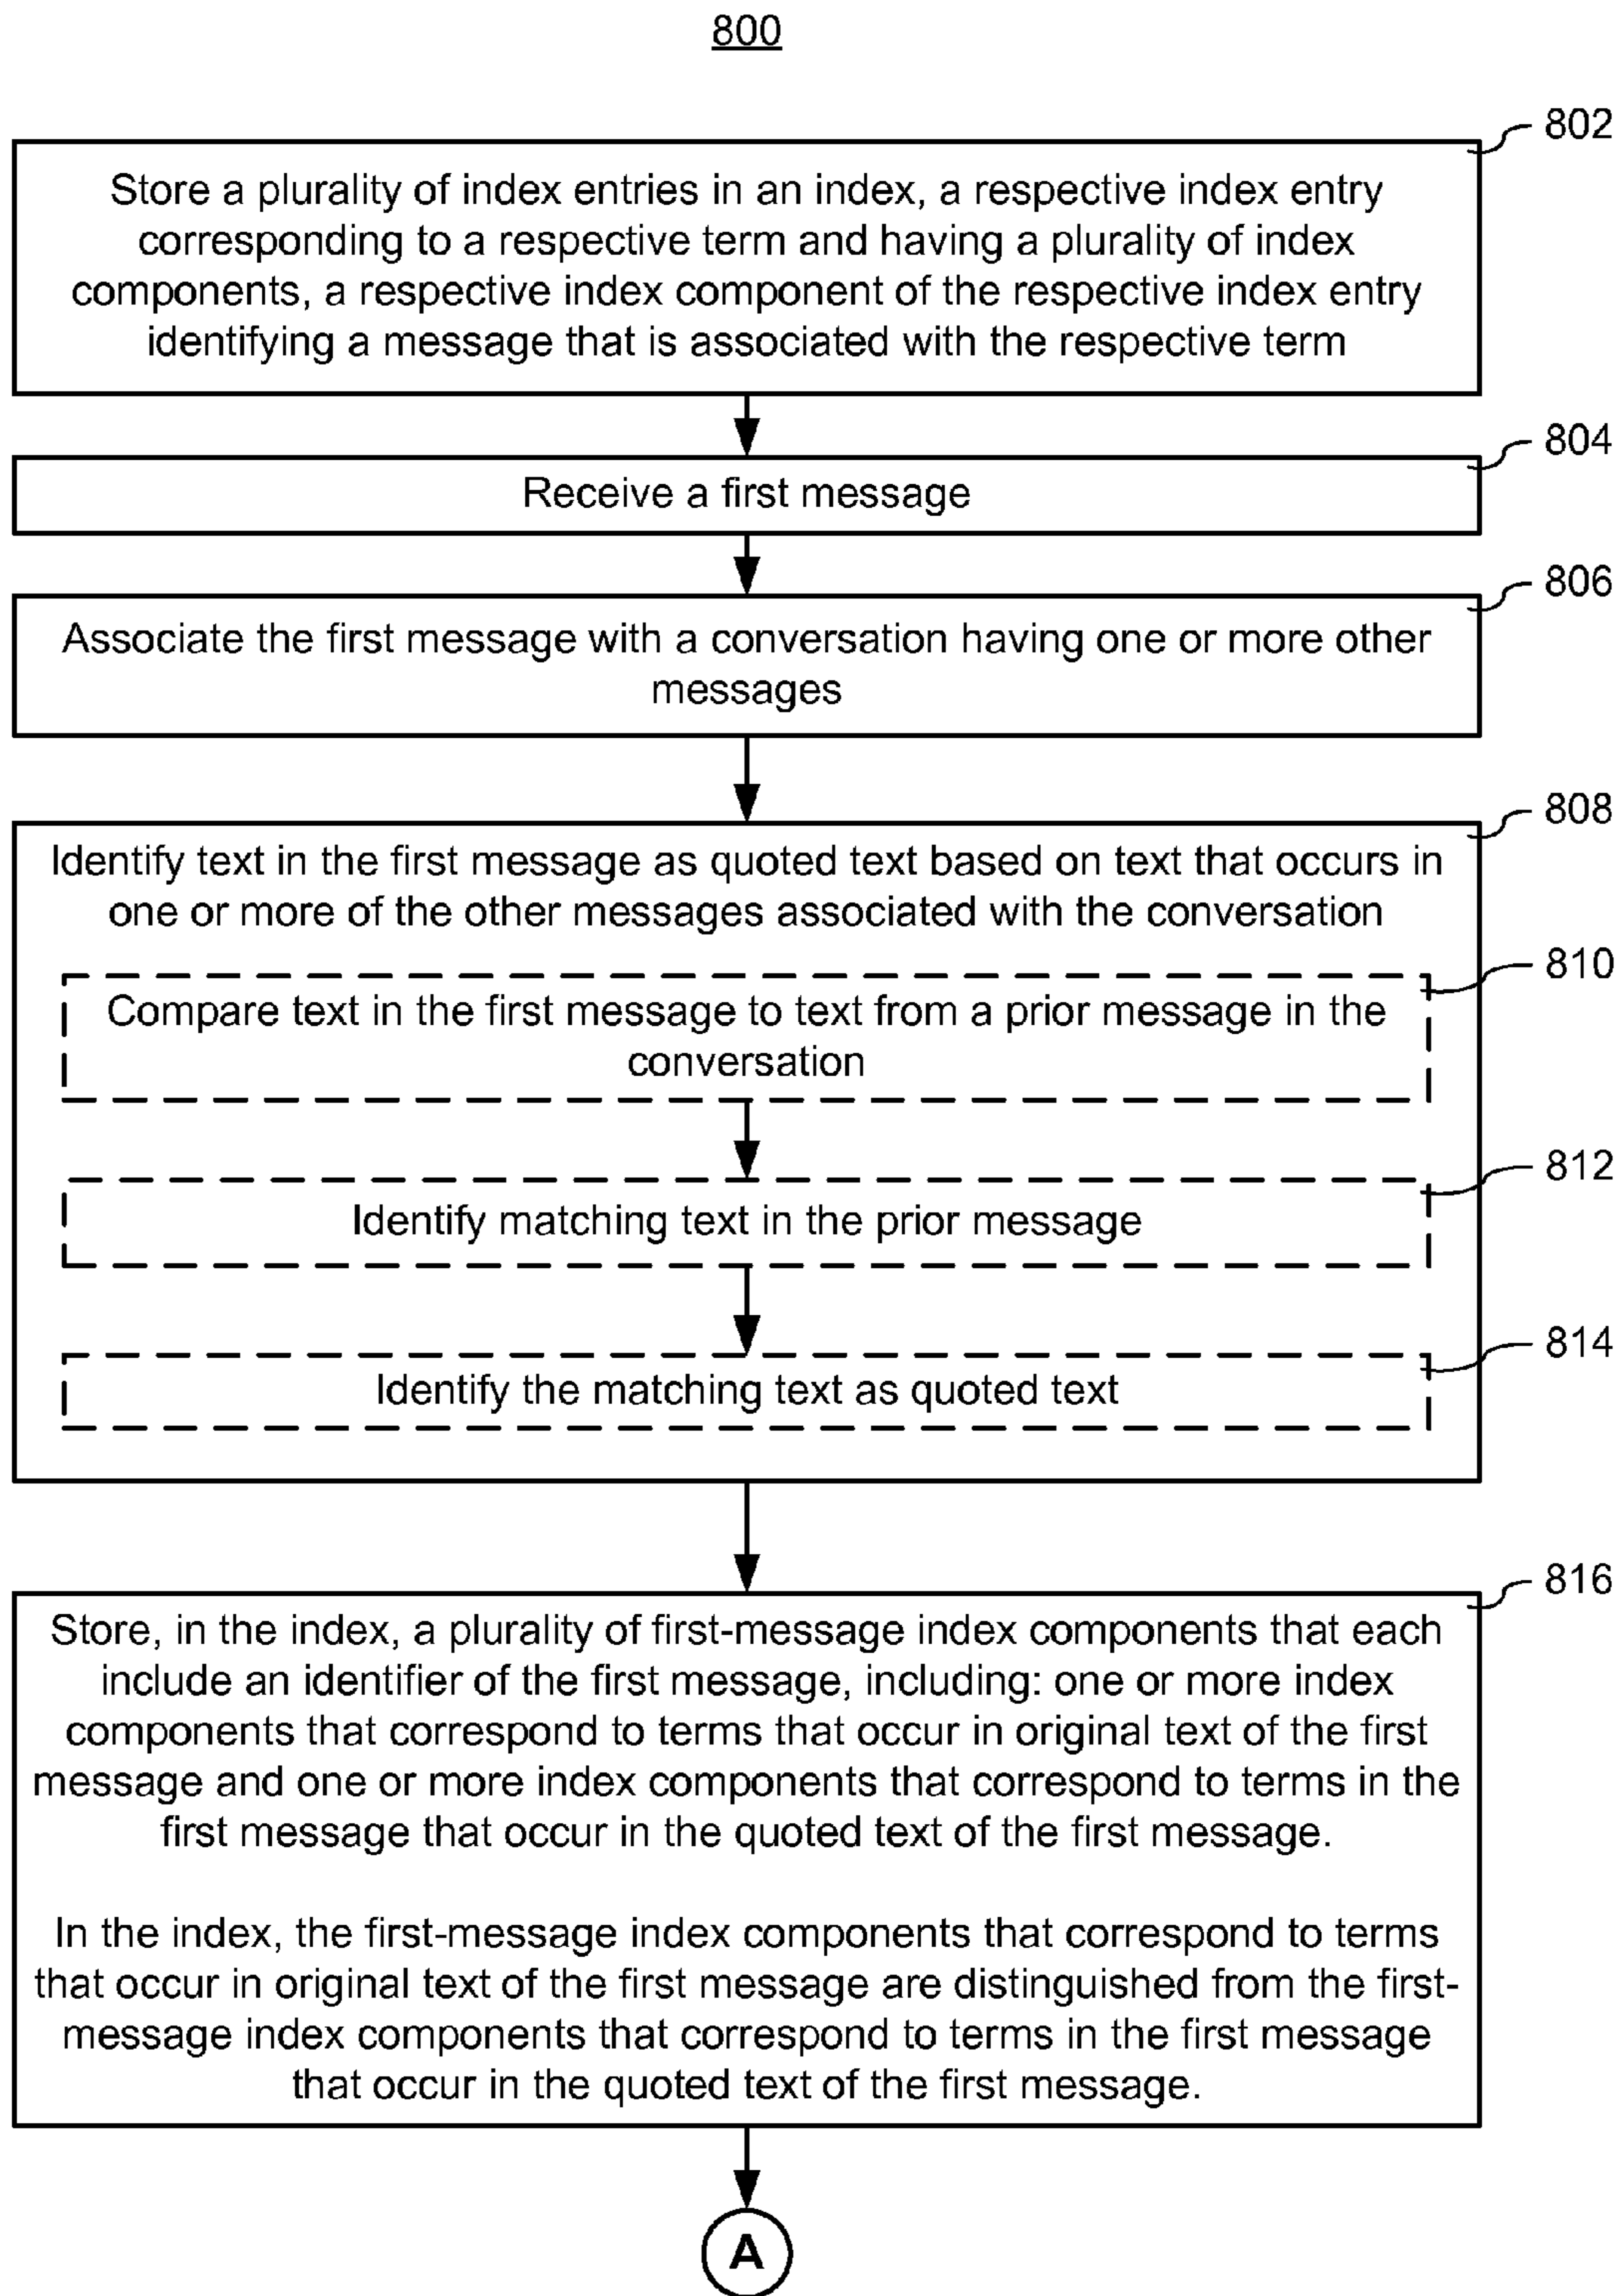 800
802
Store a plurality of index entries in an index, a respective index entry
corresponding to a respective term and having a plurality of index
components, a respective index component of the respective index entry
identifying a message that is associated with the respective term
804
Receive a first message
806
Associate the first message with a conversation having one or more other
messages
808
Identify text in the first message as quoted text based on text that occurs in
one or more of the other messages associated with the conversation
810
Compare text in the first message to text from a prior message in the
conversation
812
Identify matching text in the prior message
814
Identify the matching text as quoted text
816
Store, in the index, a plurality of first-message index components that each
include an identifier of the first message, including: one or more index
components that correspond to terms that occur in original text of the first
message and one or more index components that correspond to terms in the
first message that occur in the quoted text of the first message.
In the index, the first-message index components that correspond to terms
that occur in original text of the first message are distinguished from the first-
message index components that correspond to terms in the first message
that occur in the quoted text of the first message.
A